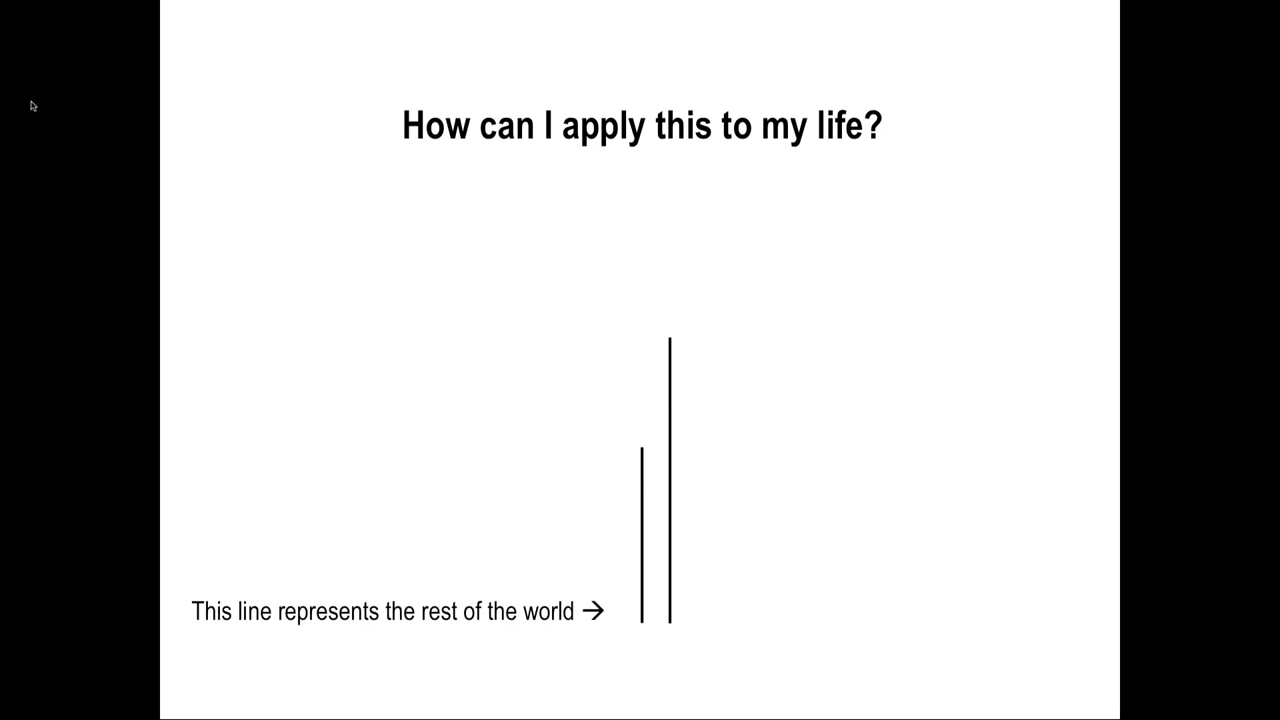 How can I apply this to my life?
This line represents the rest of the world →